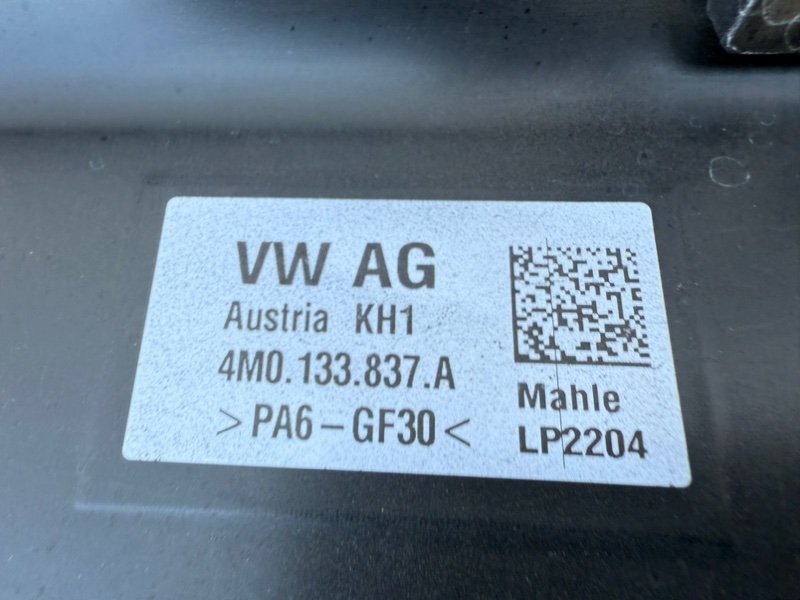 VW AG
Austria KH1
4M0.133.837.A
>PA6-GF30<
Mahle
LP2204